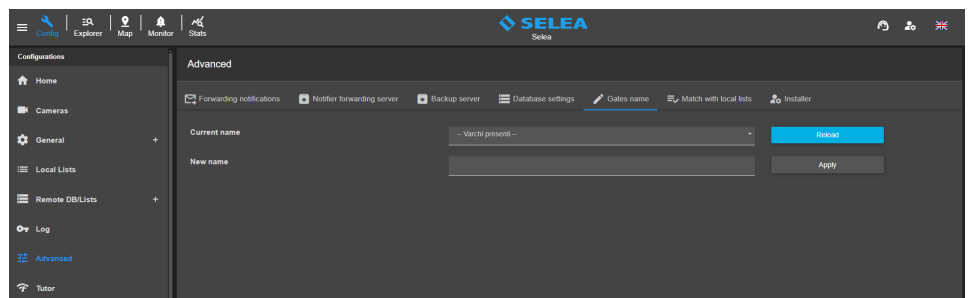 Config
Explorer
Map
Monitor
Stats
SELEA
Selea
Configurations
Home
Cameras
General +
Local Lists
Remote DB/Lists +
Log
Advanced
Tutor
Advanced
Forwarding notifications Notifier forwarding server Backup server Database settings Gates name Match with local lists Installer
Current name -- Varchi presenti -- Reload
New name Apply